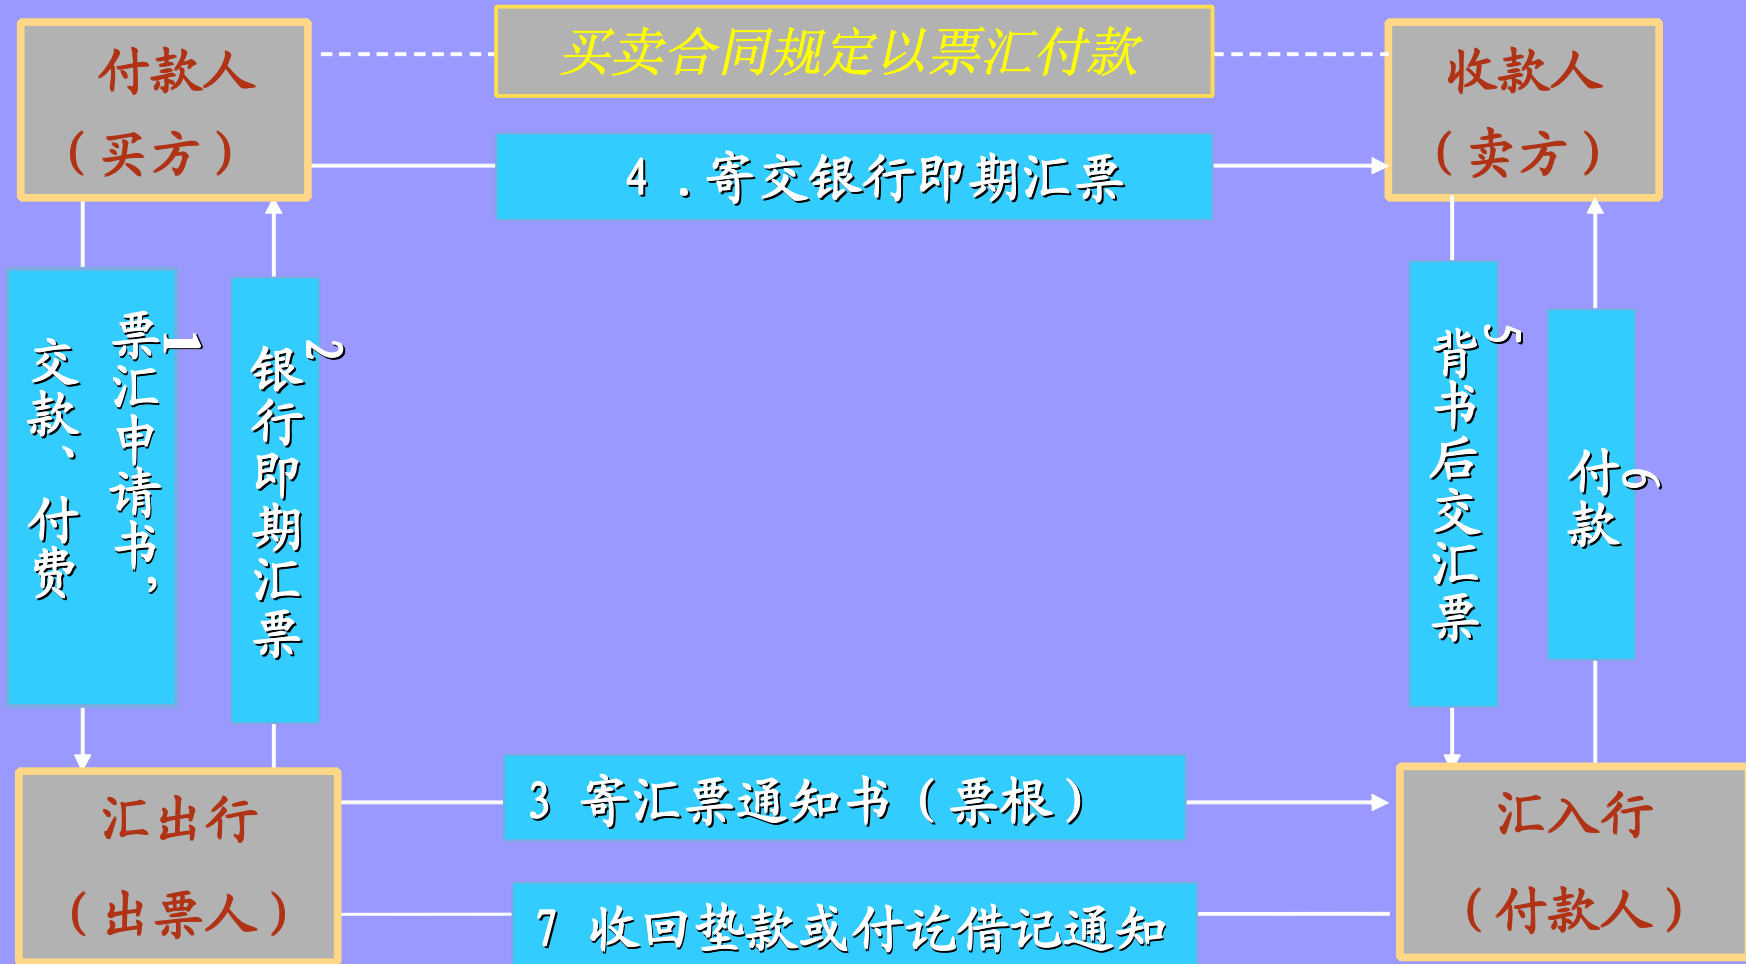 付款人
（买方）
买卖合同规定以票汇付款
收款人
（卖方）
4．寄交银行即期汇票
1
票汇申请书，
交款、付费
2
银行即期汇票
5
背书后交汇票
6
付款
3 寄汇票通知书（票根）
汇出行
（出票人）
汇入行
（付款人）
7 收回垫款或付讫借记通知